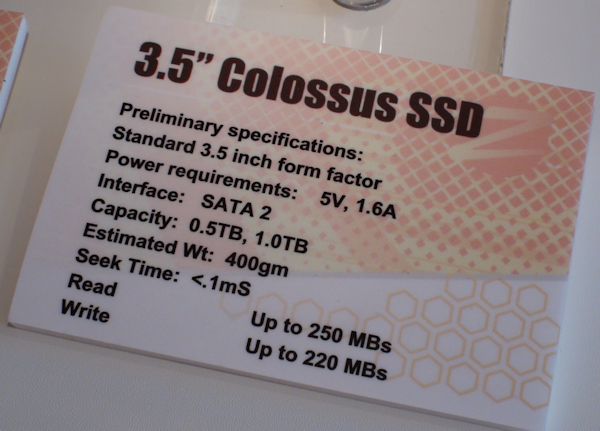 3.5” Colossus SSD
Preliminary specifications:
Standard 3.5 inch form factor
Power requirements: 5V, 1.6A
Interface: SATA 2
Capacity: 0.5TB, 1.0TB
Estimated Wt: 400gm
Seek Time: <.1mS
Read Up to 250 MBs
Write Up to 220 MBs